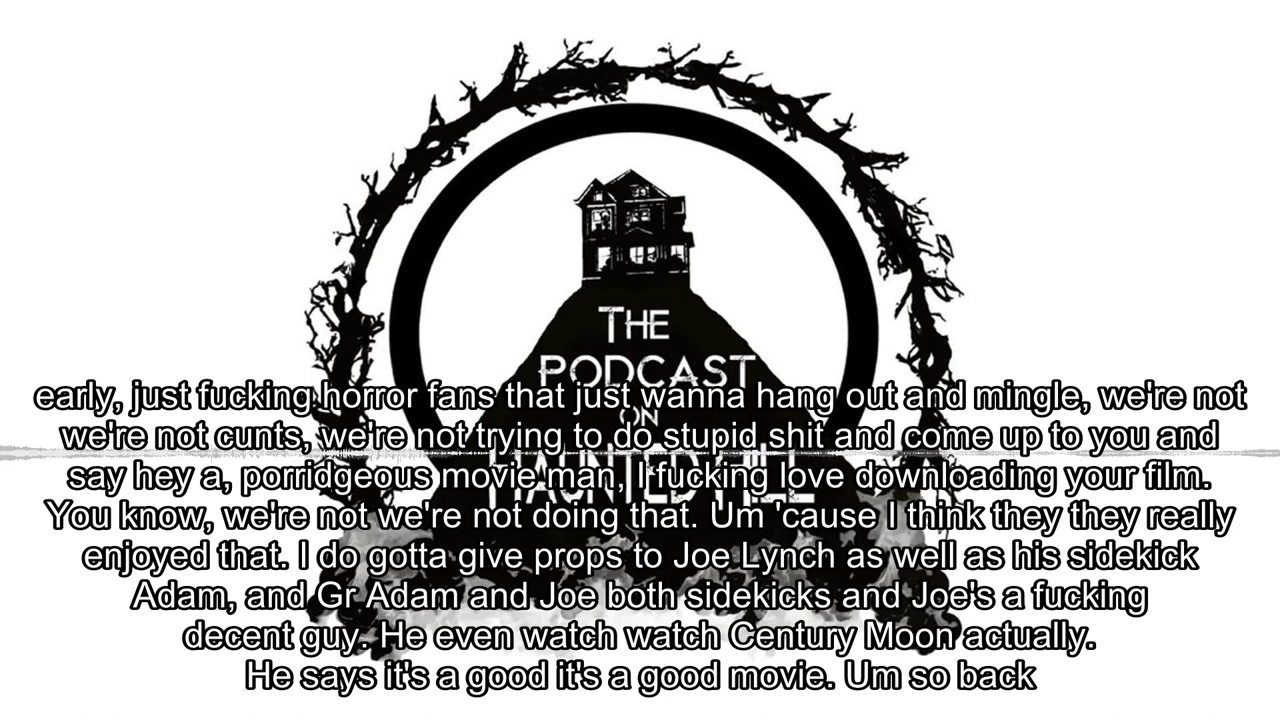 THE
PODCAST
ON
HAUNTED HILL
early, just fucking horror fans that just wanna hang out and mingle, we're not
we're not cunts, we're not trying to do stupid shit and come up to you and
say hey a, porridgeous movie man, I fucking love downloading your film.
You know, we're not we're not doing that. Um 'cause I think they they really
enjoyed that. I do gotta give props to Joe Lynch as well as his sidekick
Adam, and Gr Adam and Joe both sidekicks and Joe's a fucking
decent guy. He even watch watch Century Moon actually.
He says it's a good it's a good movie. Um so back